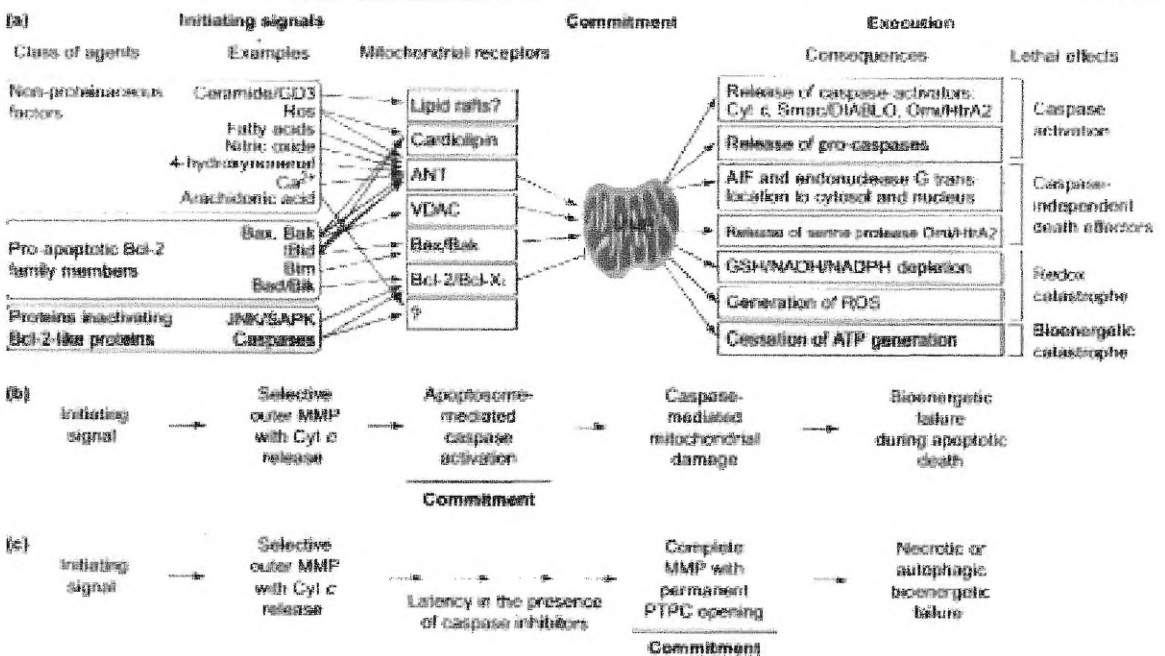 (a)
Initiating signals
Commitment
Execution
Class of agents
Examples
Mitochondrial receptors
Consequences
Lethal effects
Non-proteinaceous
factors
Ceramide/GD3
Ros
Fatty acids
Nitric oxide
4-hydroxynonenal
Ca2+
Arachidonic acid
Pro-apoptotic Bcl-2
family members
Bax, Bak
tBid
Bim
Bad/Bik
Proteins inactivating
Bcl-2-like proteins
JNK/SAPK
Caspases
Lipid rafts?
Cardiolipin
ANT
VDAC
Bax/Bak
Bcl-2/Bcl-XL
?
Release of caspase activators:
Cyt c, Smac/DIABLO, Omi/HtrA2
Release of pro-caspases
AIF and endonuclease G trans-
location to cytosol and nucleus
Release of serine protease Omi/HtrA2
GSH/NADH/NADPH depletion
Generation of ROS
Cessation of ATP generation
Caspase
activation
Caspase-
independent
death effectors
Redox
catastrophe
Bioenergetic
catastrophe
(b)
Initiating
signal
Selective
outer MMP
with Cyt c
release
Apoptosome-
mediated
caspase
activation
Commitment
Caspase-
mediated
mitochondrial
damage
Bioenergetic
failure
during apoptotic
death
(c)
Initiating
signal
Selective
outer MMP
with Cyt c
release
Latency in the presence
of caspase inhibitors
Complete
MMP with
permanent
PTPC opening
Commitment
Necrotic or
autophagic
bioenergetic
failure